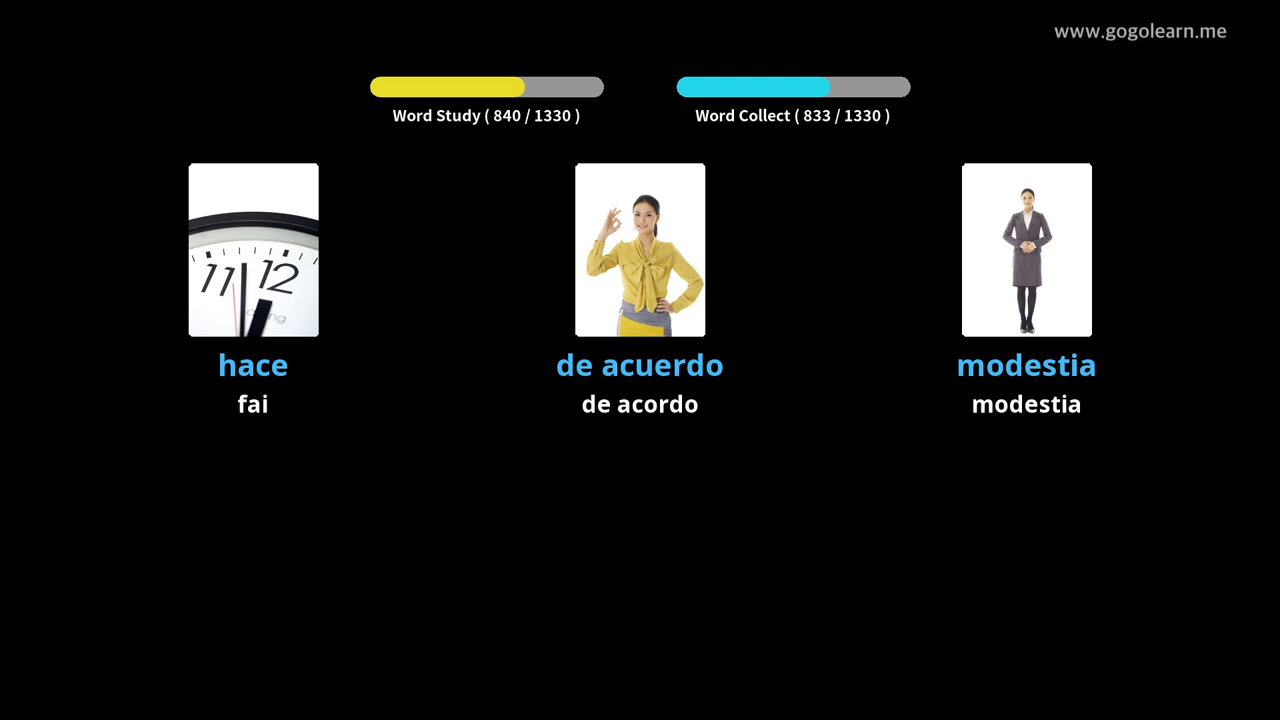 www.gogolearn.me
Word Study ( 840 / 1330 )
Word Collect ( 833 / 1330 )
11 12
hace
fai
de acuerdo
de acordo
modestia
modestia